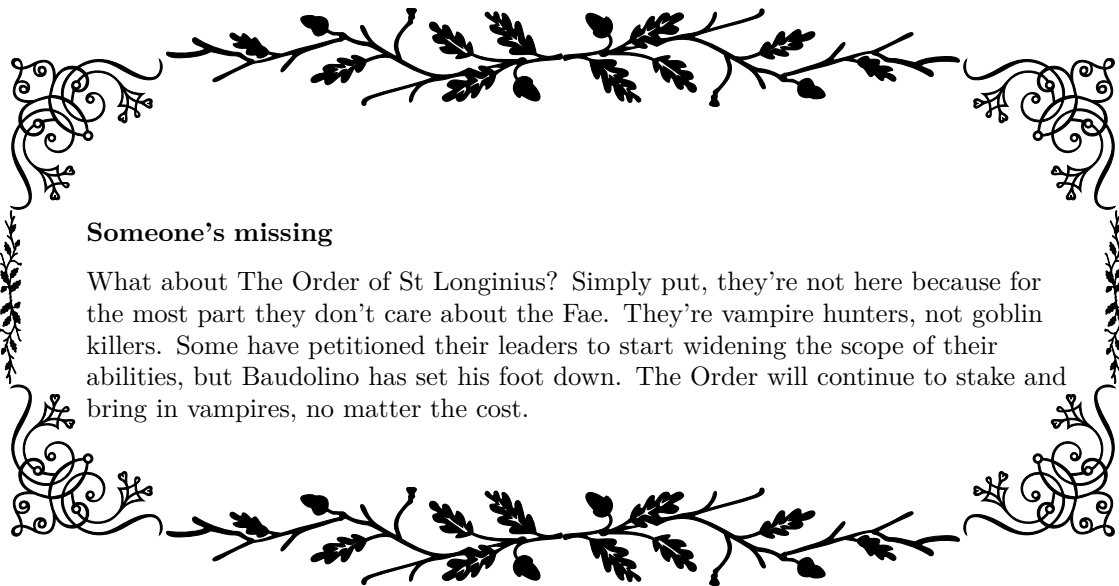 Someone's missing
What about The Order of St Longinius? Simply put, they're not here because for
the most part they don't care about the Fae. They're vampire hunters, not goblin
killers. Some have petitioned their leaders to start widening the scope of their
abilities, but Baudolino has set his foot down. The Order will continue to stake and
bring in vampires, no matter the cost.